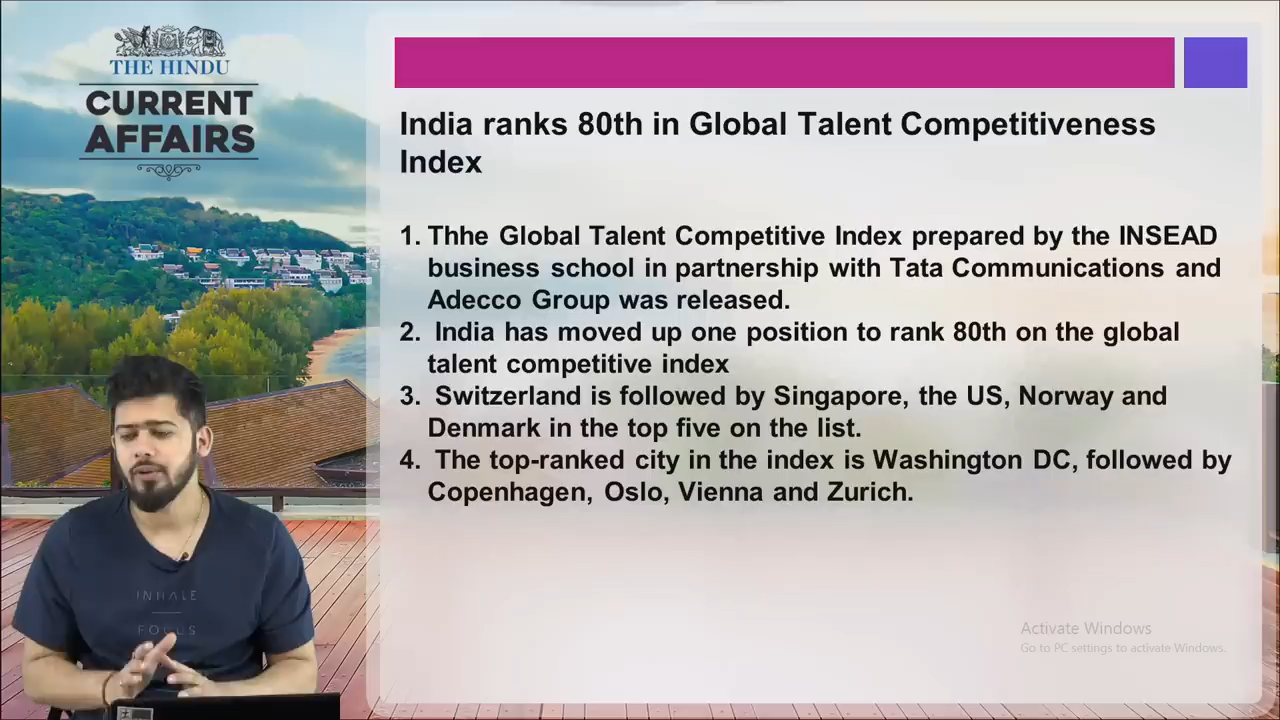 THE HINDU
CURRENT
AFFAIRS
India ranks 80th in Global Talent Competitiveness
Index
1. Thhe Global Talent Competitive Index prepared by the INSEAD
business school in partnership with Tata Communications and
Adecco Group was released.
2. India has moved up one position to rank 80th on the global
talent competitive index
3. Switzerland is followed by Singapore, the US, Norway and
Denmark in the top five on the list.
4. The top-ranked city in the index is Washington DC, followed by
Copenhagen, Oslo, Vienna and Zurich.
INHALE
FOCUS
Activate Windows
Go to PC settings to activate Windows.